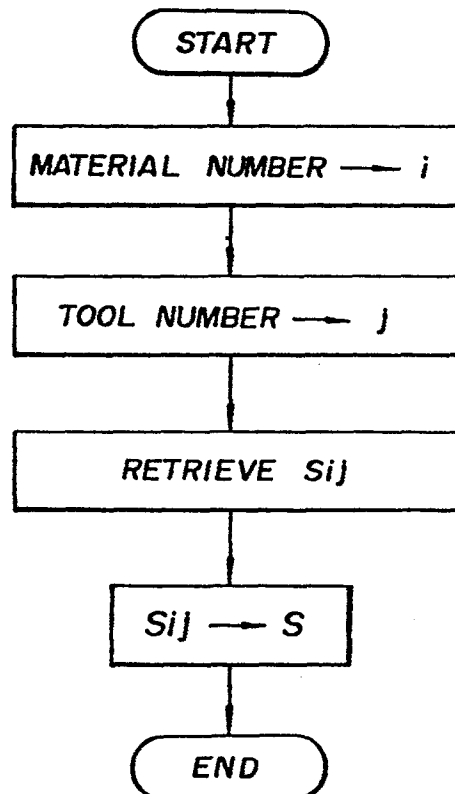 START
MATERIAL NUMBER → i
TOOL NUMBER → j
RETRIEVE Sij
Sij → S
END